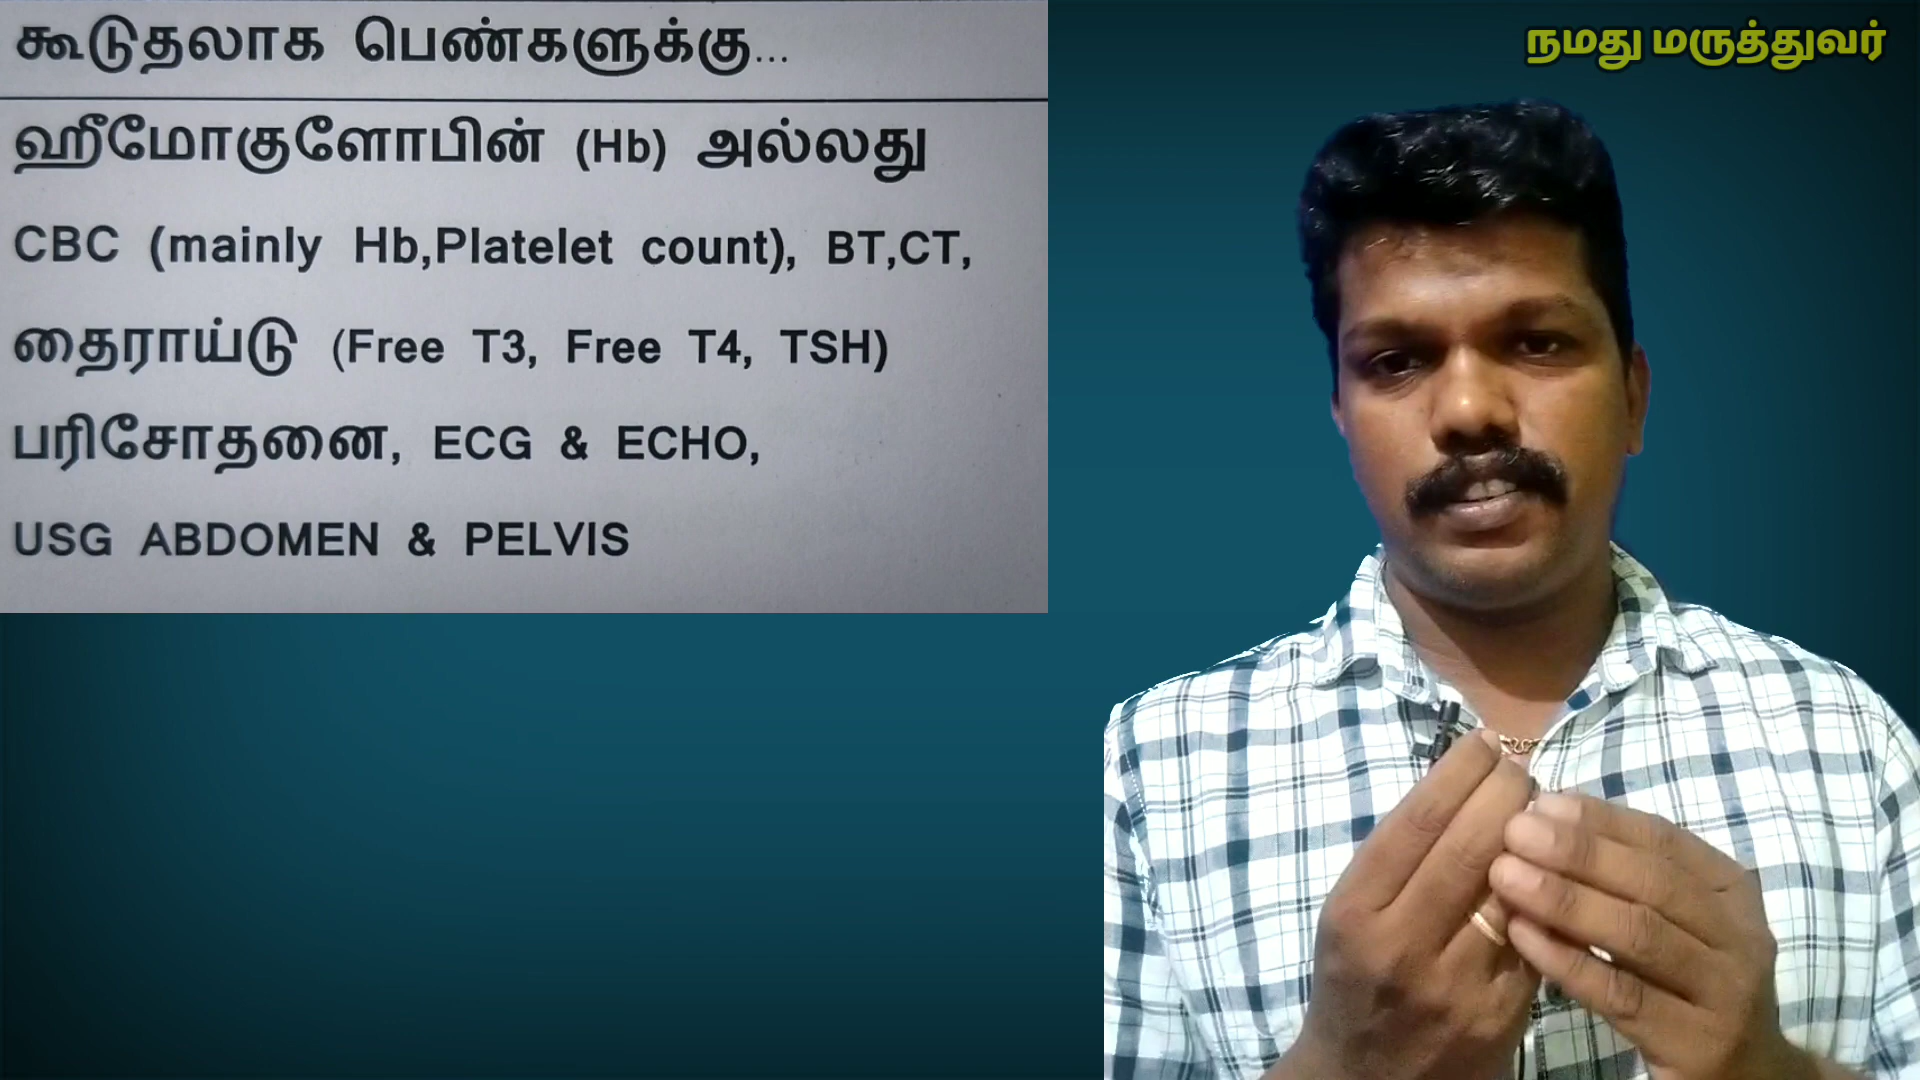 கூடுதலாக பெண்களுக்கு...
ஹீமோகுளோபின் (Hb) அல்லது
CBC (mainly Hb,Platelet count), BT,CT,
தைராய்டு (Free T3, Free T4, TSH)
பரிசோதனை, ECG & ECHO,
USG ABDOMEN & PELVIS
நமது மருத்துவர்